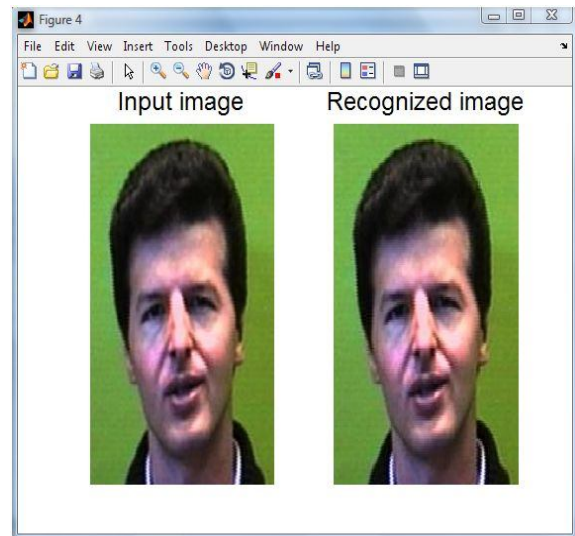 Figure 4
File Edit View Insert Tools Desktop Window Help
Input image Recognized image